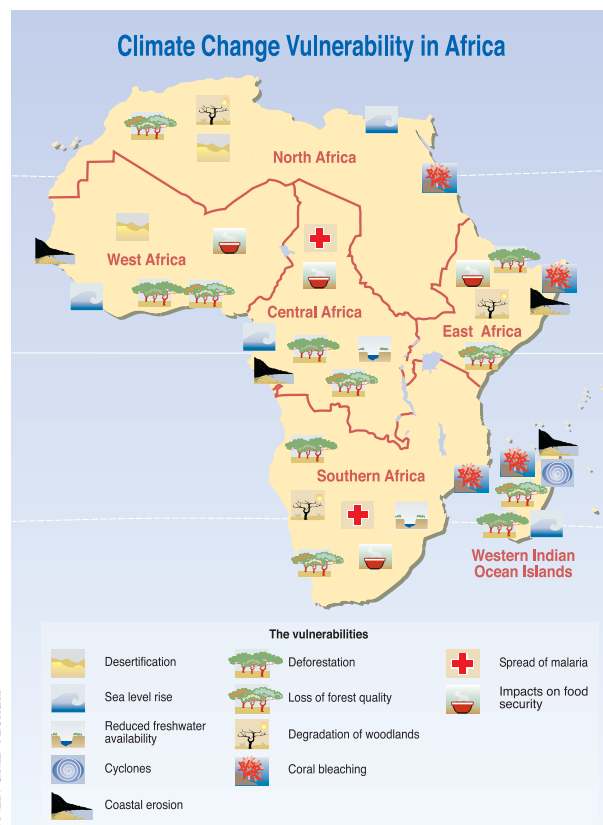 Climate Change Vulnerability in Africa
North Africa
West Africa
Central Africa
East Africa
Southern Africa
Western Indian
Ocean Islands
The vulnerabilities
Desertification
Deforestation
Spread of malaria
Sea level rise
Loss of forest quality
Impacts on food
security
Reduced freshwater
availability
Degradation of woodlands
Cyclones
Coral bleaching
Coastal erosion